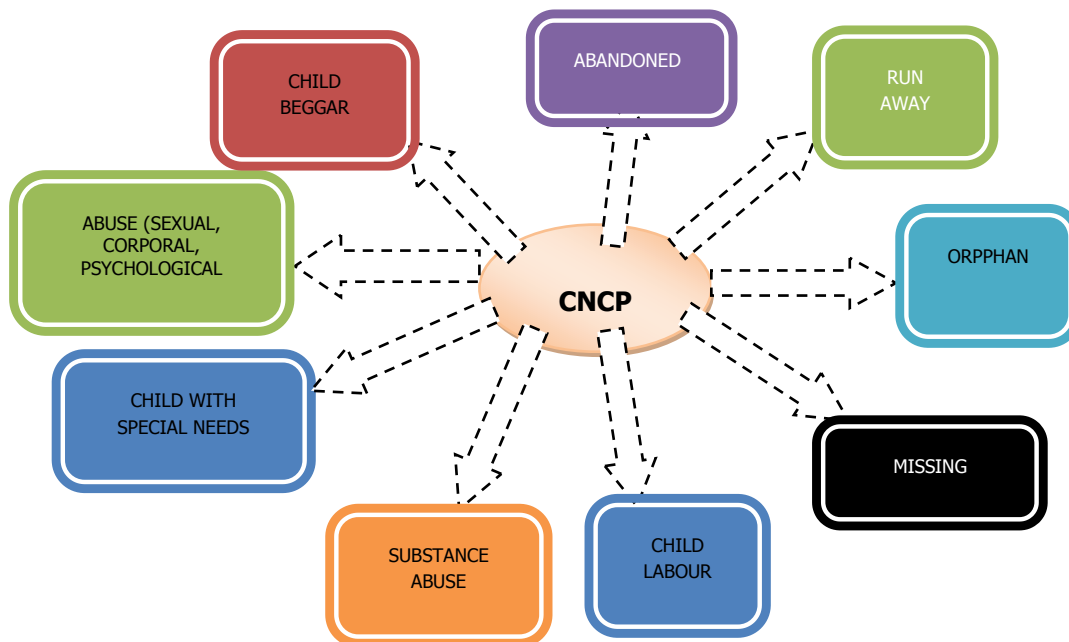 ABANDONED
RUN
AWAY
CHILD
BEGGAR
ABUSE (SEXUAL,
CORPORAL,
PSYCHOLOGICAL
ORPPHAN
CNCP
CHILD WITH
SPECIAL NEEDS
MISSING
SUBSTANCE
ABUSE
CHILD
LABOUR